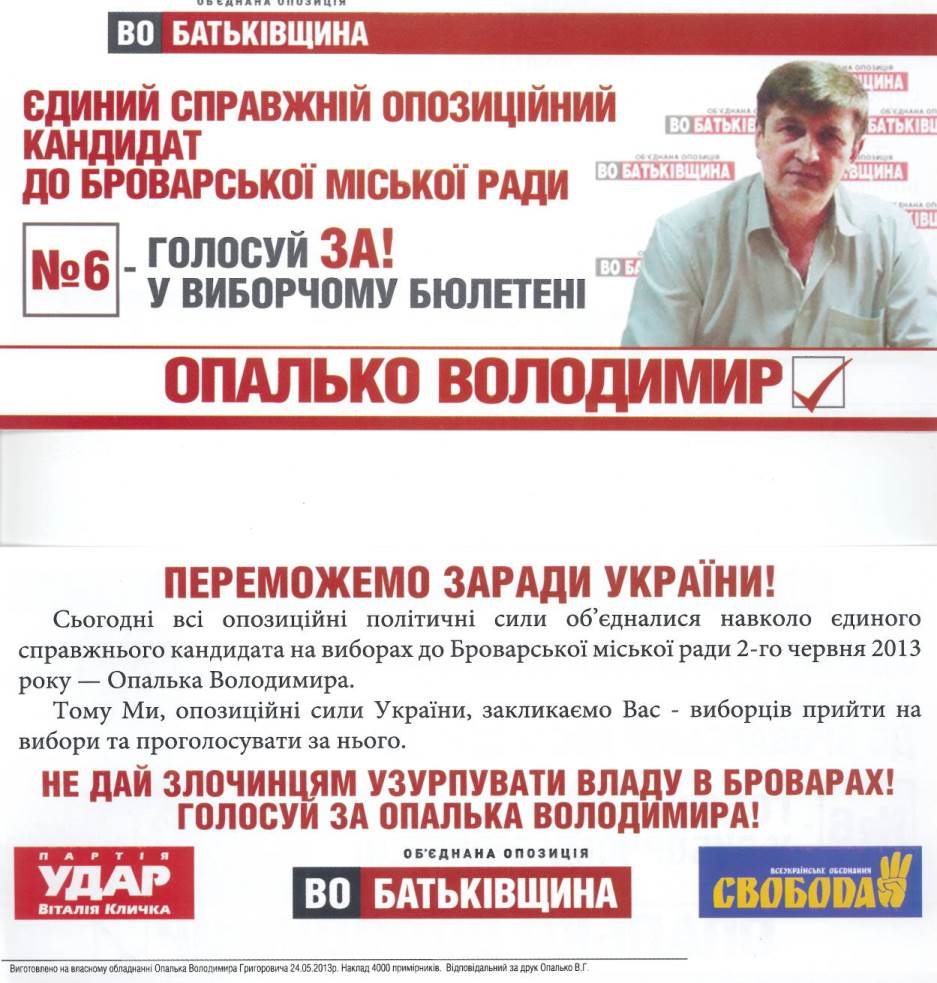 ОБ'ЄДНАНА ОПОЗИЦІЯ
ВО БАТЬКІВЩИНА
ЄДИНИЙ СПРАВЖНІЙ ОПОЗИЦІЙНИЙ
КАНДИДАТ
ДО БРОВАРСЬКОЇ МІСЬКОЇ РАДИ
№6 - ГОЛОСУЙ ЗА!
У ВИБОРЧОМУ БЮЛЕТЕНІ
ОБ'ЄДНАНА ОПОЗИЦІЯ
ВО БАТЬКІВЩИНА
ОПАЛЬКО ВОЛОДИМИР
ПЕРЕМОЖЕМО ЗАРАДИ УКРАЇНИ!
Сьогодні всі опозиційні політичні сили об’єдналися навколо єдиного
справжнього кандидата на виборах до Броварської міської ради 2-го червня 2013
року — Опалька Володимира.
Тому Ми, опозиційні сили України, закликаємо Вас - виборців прийти на
вибори та проголосувати за нього.
НЕ ДАЙ ЗЛОЧИНЦЯМ УЗУРПУВАТИ ВЛАДУ В БРОВАРАХ!
ГОЛОСУЙ ЗА ОПАЛЬКА ВОЛОДИМИРА!
ПАРТІЯ
УДАР
ВІТАЛІЯ КЛИЧКА
ОБ'ЄДНАНА ОПОЗИЦІЯ
ВО БАТЬКІВЩИНА
ВСЕУКРАЇНСЬКЕ ОБЄДНАННЯ
СВОБОДА
Виготовлено на власному обладнанні Опалька Володимира Григоровича 24.05.2013р. Наклад 4000 примірників. Відповідальний за друк Опалько В.Г.